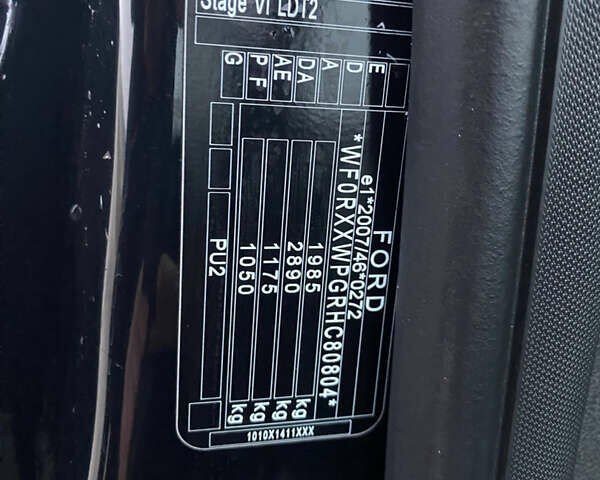 FORD
e1*2007/46*0272
*WF0RXXWPGRHC80804*
1985 kg
2890 kg
1175 kg
1050 kg
PU2
E
D
A
DA
AE
P F
G
Stage VI LDT2
1010X1411XXX